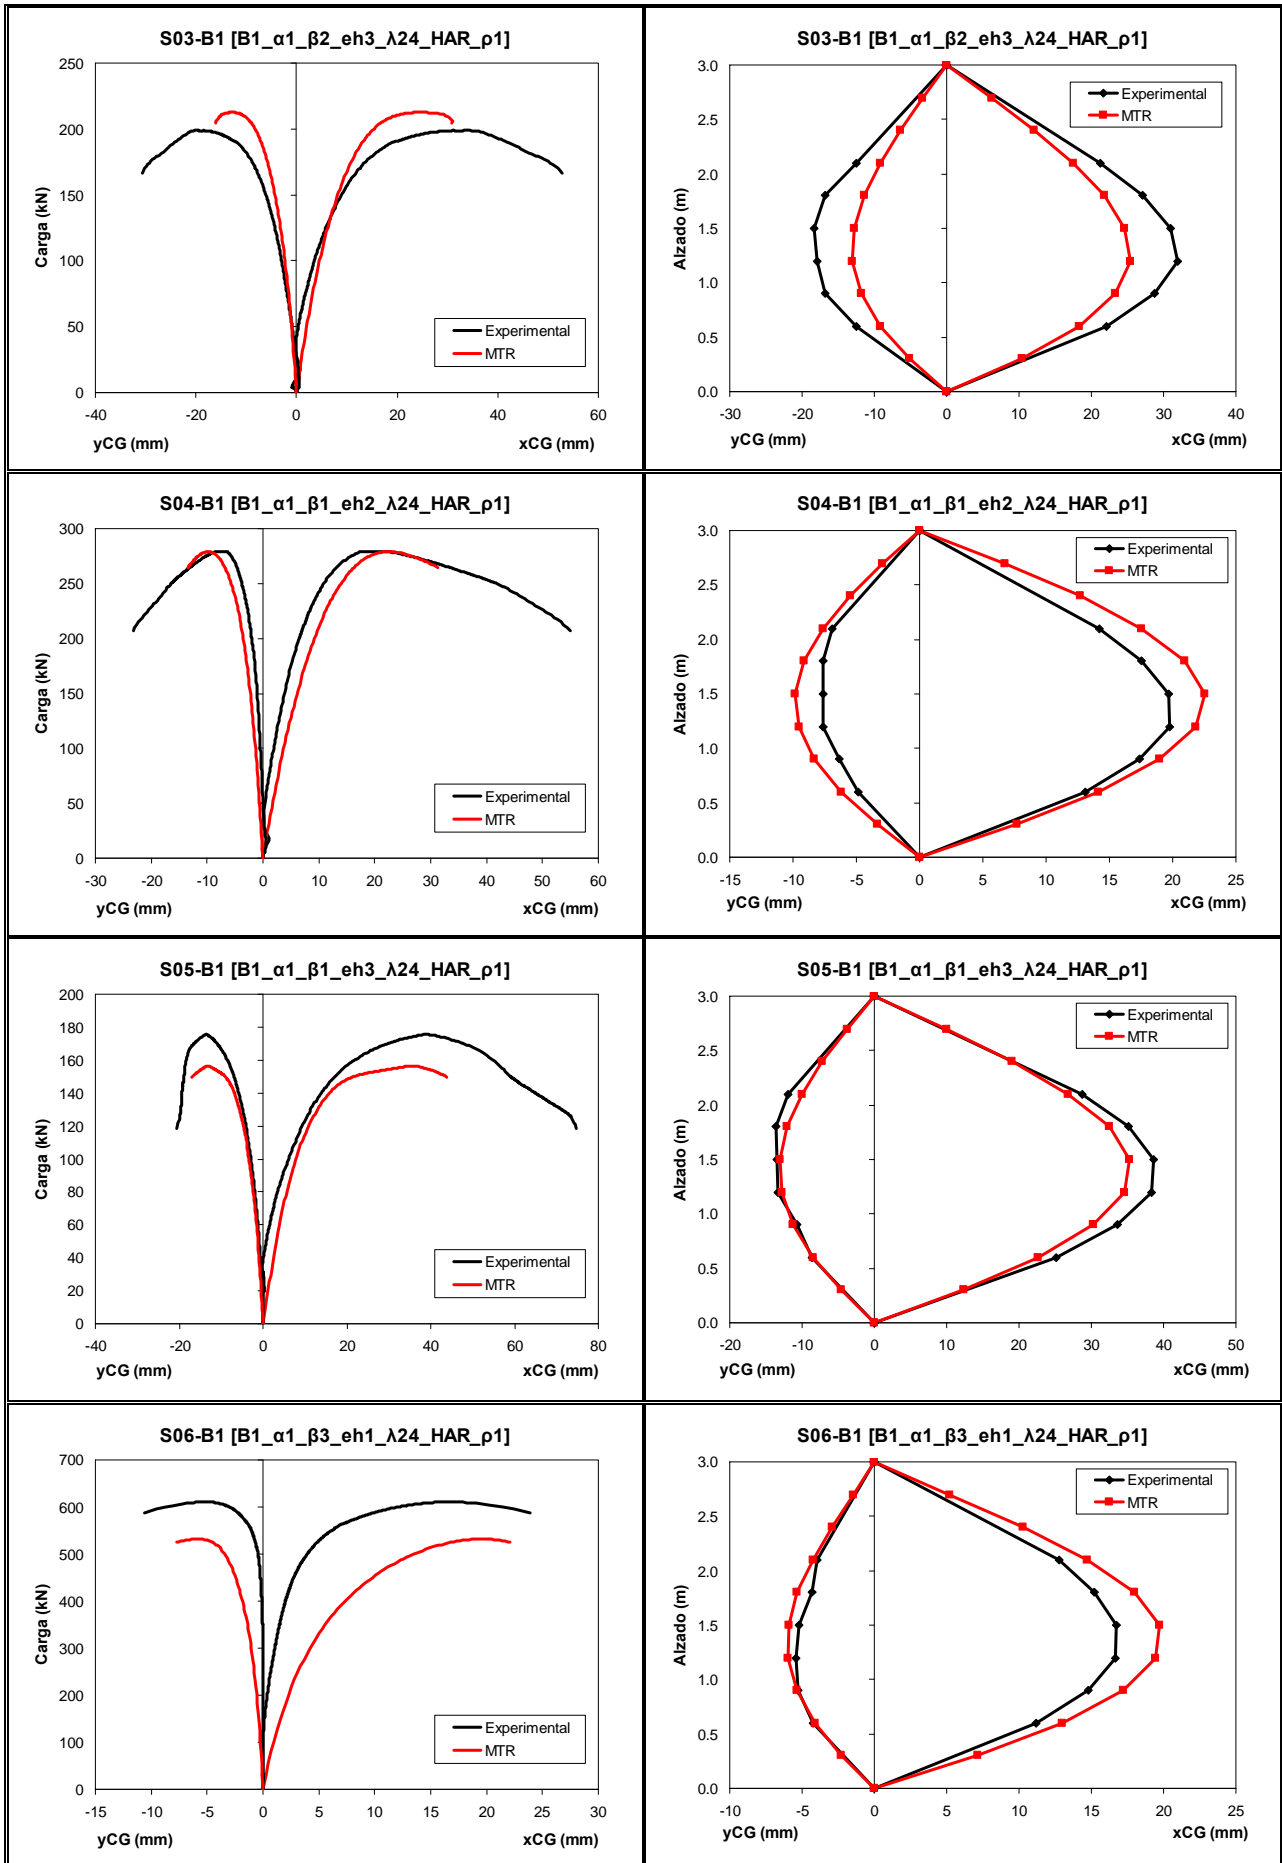 S03-B1 [B1_α1_β2_eh3_λ24_HAR_ρ1]
250
200
150
100
50
0
Carga (kN)
Experimental
MTR
-40 -20 0 20 40 60
yCG (mm) xCG (mm)
S03-B1 [B1_α1_β2_eh3_λ24_HAR_ρ1]
3.0
2.5
2.0
1.5
1.0
0.5
0.0
Alzado (m)
Experimental
MTR
-30 -20 -10 0 10 20 30 40
yCG (mm) xCG (mm)
S04-B1 [B1_α1_β1_eh2_λ24_HAR_ρ1]
300
250
200
150
100
50
0
Carga (kN)
Experimental
MTR
-30 -20 -10 0 10 20 30 40 50 60
yCG (mm) xCG (mm)
S04-B1 [B1_α1_β1_eh2_λ24_HAR_ρ1]
3.0
2.5
2.0
1.5
1.0
0.5
0.0
Alzado (m)
Experimental
MTR
-15 -10 -5 0 5 10 15 20 25
yCG (mm) xCG (mm)
S05-B1 [B1_α1_β1_eh3_λ24_HAR_ρ1]
200
180
160
140
120
100
80
60
40
20
0
Carga (kN)
Experimental
MTR
-40 -20 0 20 40 60 80
yCG (mm) xCG (mm)
S05-B1 [B1_α1_β1_eh3_λ24_HAR_ρ1]
3.0
2.5
2.0
1.5
1.0
0.5
0.0
Alzado (m)
Experimental
MTR
-20 -10 0 10 20 30 40 50
yCG (mm) xCG (mm)
S06-B1 [B1_α1_β3_eh1_λ24_HAR_ρ1]
700
600
500
400
300
200
100
0
Carga (kN)
Experimental
MTR
-15 -10 -5 0 5 10 15 20 25 30
yCG (mm) xCG (mm)
S06-B1 [B1_α1_β3_eh1_λ24_HAR_ρ1]
3.0
2.5
2.0
1.5
1.0
0.5
0.0
Alzado (m)
Experimental
MTR
-10 -5 0 5 10 15 20 25
yCG (mm) xCG (mm)